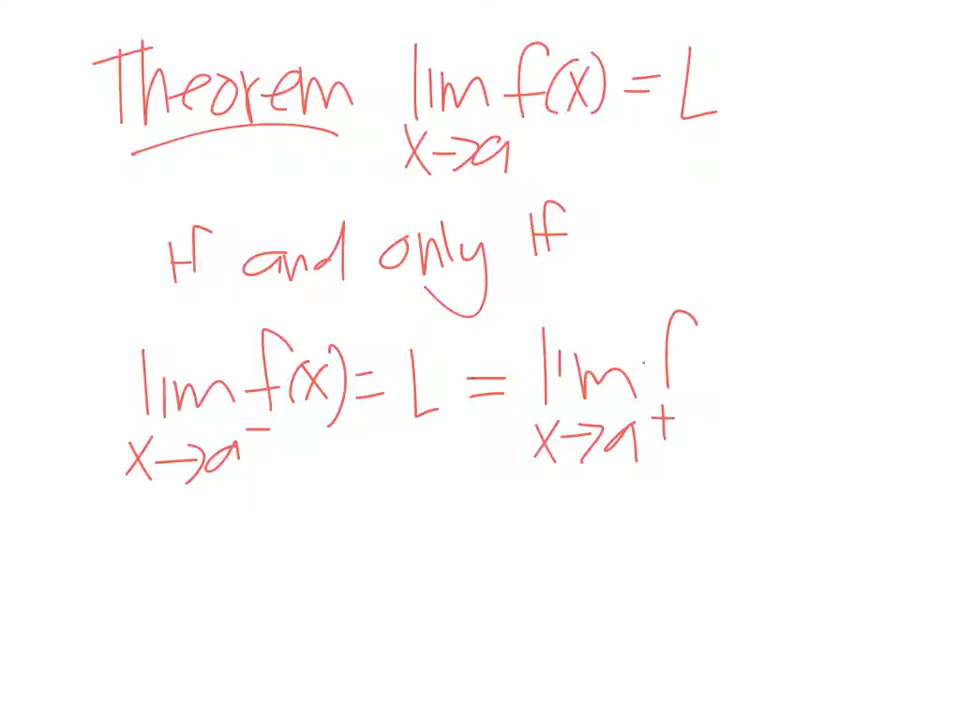 Theorem lim f(x) = L
x→a
if and only if
lim f(x) = L = lim f
x→a⁻ x→a⁺